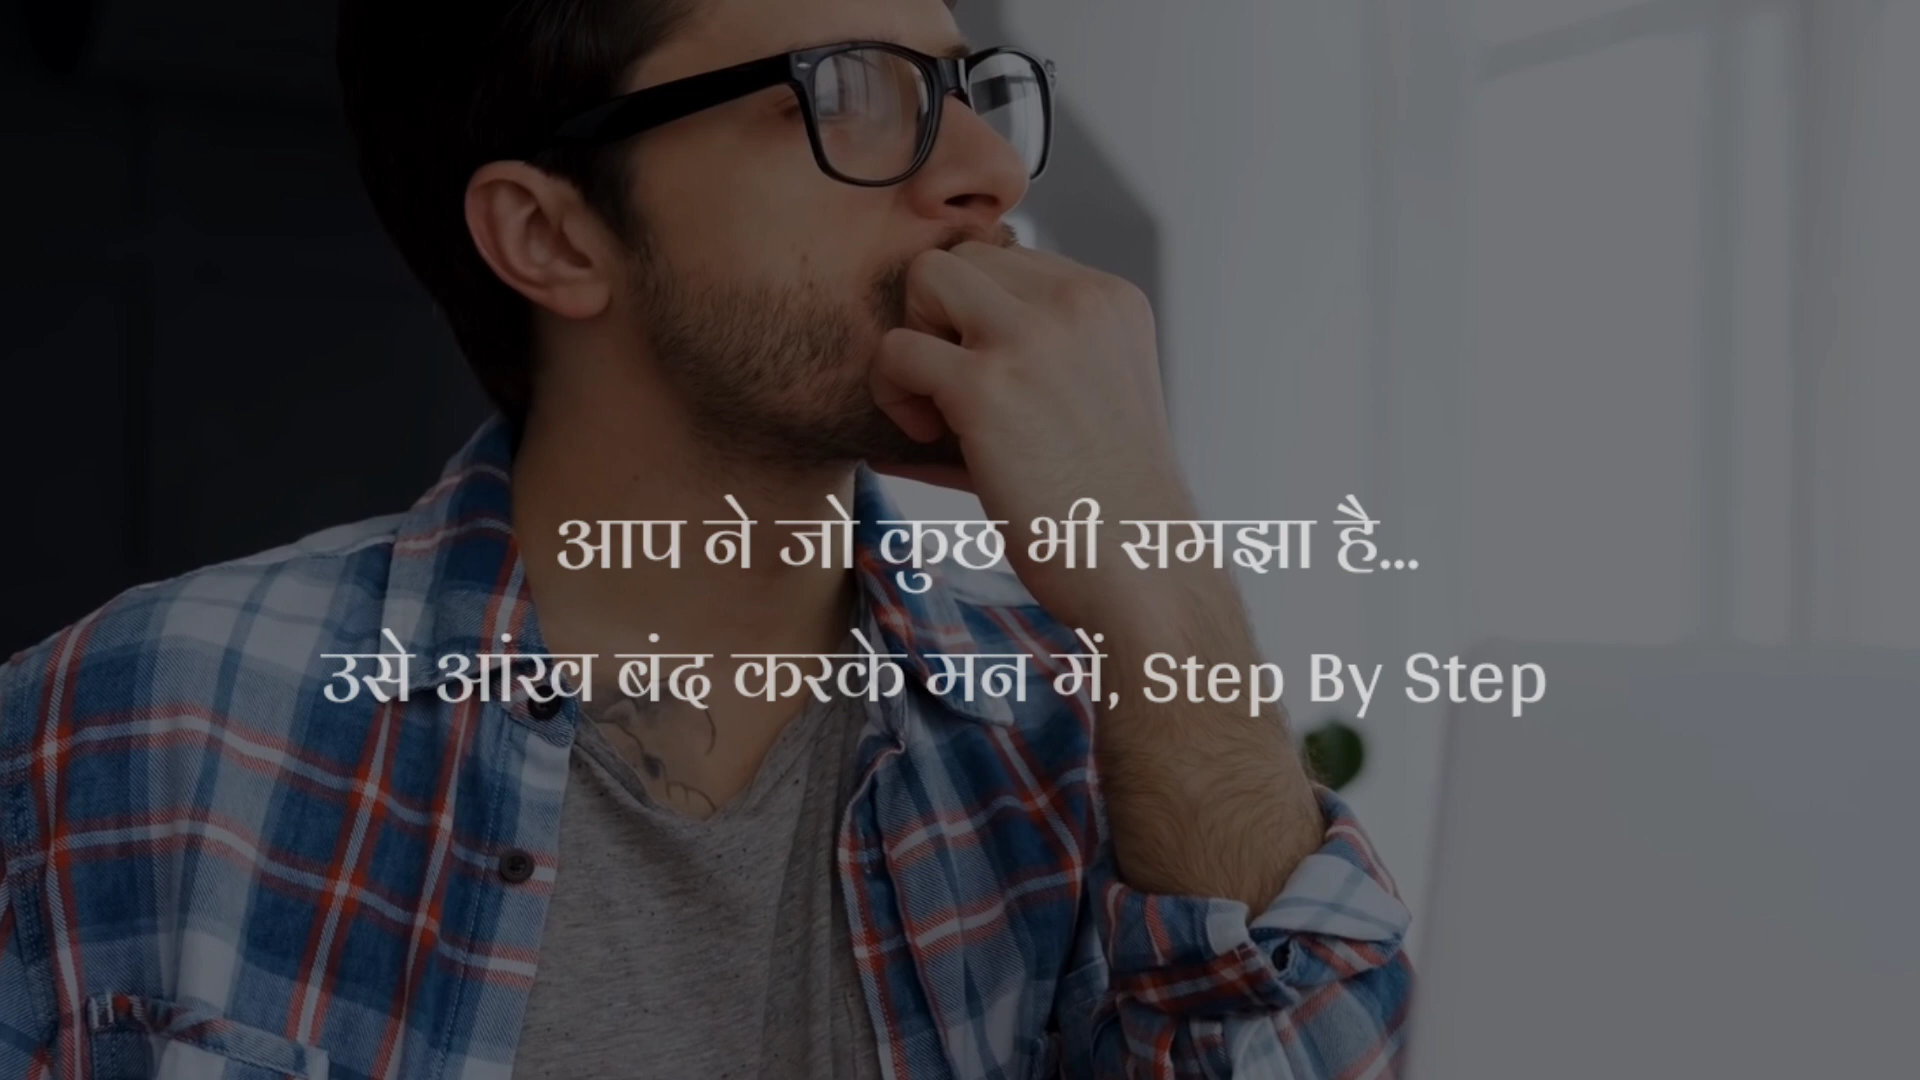 आप ने जो कुछ भी समझा है...
उसे आंख बंद करके मन में, Step By Step